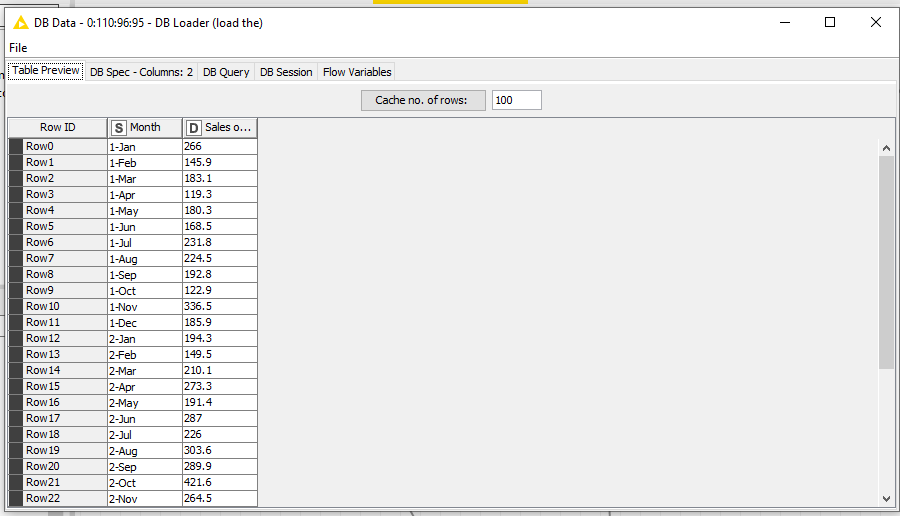 DB Data - 0:110:96:95 - DB Loader (load the)
File
Table Preview DB Spec - Columns: 2 DB Query DB Session Flow Variables
Cache no. of rows: 100
Row ID S Month D Sales o...
Row0 1-Jan 266
Row1 1-Feb 145.9
Row2 1-Mar 183.1
Row3 1-Apr 119.3
Row4 1-May 180.3
Row5 1-Jun 168.5
Row6 1-Jul 231.8
Row7 1-Aug 224.5
Row8 1-Sep 192.8
Row9 1-Oct 122.9
Row10 1-Nov 336.5
Row11 1-Dec 185.9
Row12 2-Jan 194.3
Row13 2-Feb 149.5
Row14 2-Mar 210.1
Row15 2-Apr 273.3
Row16 2-May 191.4
Row17 2-Jun 287
Row18 2-Jul 226
Row19 2-Aug 303.6
Row20 2-Sep 289.9
Row21 2-Oct 421.6
Row22 2-Nov 264.5